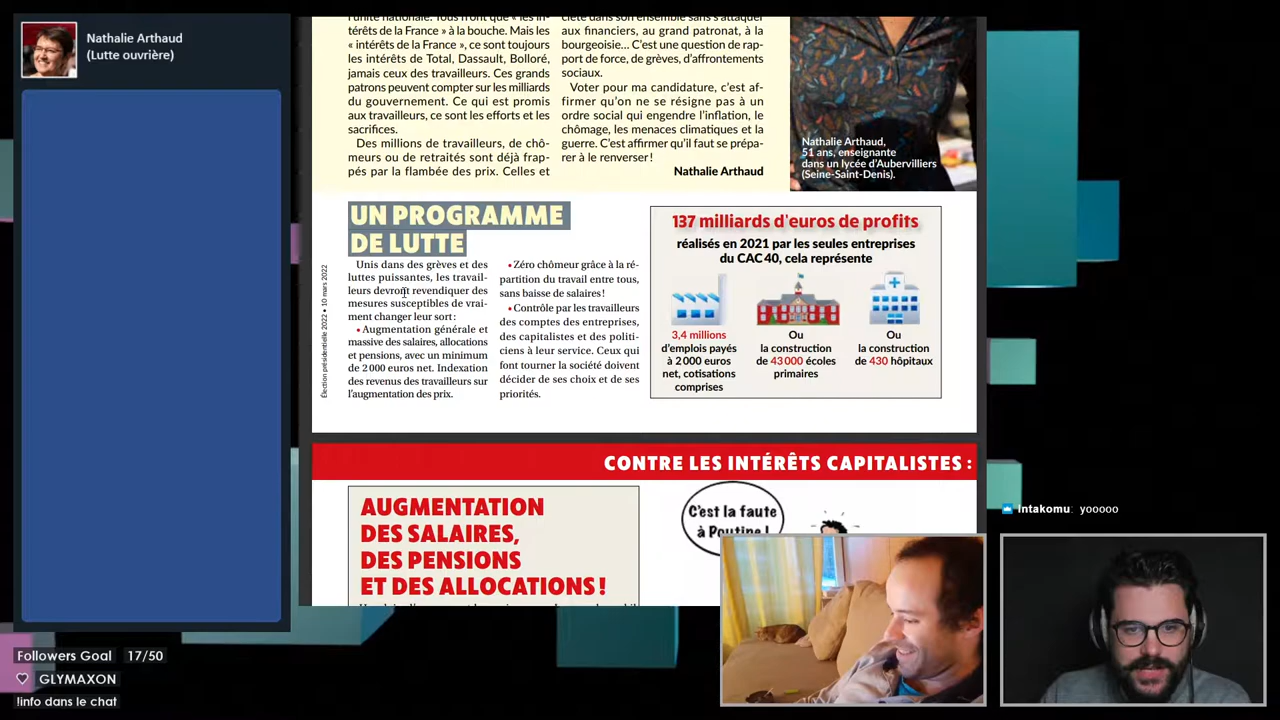 Nathalie Arthaud
(Lutte ouvrière)
l'unité nationale. Tous n'ont que « les in-
térêts de la France » à la bouche. Mais les
« intérêts de la France », ce sont toujours
les intérêts de Total, Dassault, Bolloré,
jamais ceux des travailleurs. Ces grands
patrons peuvent compter sur les milliards
du gouvernement. Ce qui est promis
aux travailleurs, ce sont les efforts et les
sacrifices.
Des millions de travailleurs, de chô-
meurs ou de retraités sont déjà frap-
pés par la flambée des prix. Celles et
ciété dans son ensemble sans s'attaquer
aux financiers, au grand patronat, à la
bourgeoisie... C'est une question de rap-
port de force, de grèves, d'affrontements
sociaux.
Voter pour ma candidature, c'est af-
firmer qu'on ne se résigne pas à un
ordre social qui engendre l'inflation, le
chômage, les menaces climatiques et la
guerre. C'est affirmer qu'il faut se prépa-
rer à le renverser !
Nathalie Arthaud
Nathalie Arthaud,
51 ans, enseignante
dans un lycée d'Aubervilliers
(Seine-Saint-Denis).
UN PROGRAMME
DE LUTTE
Élection présidentielle 2022 • 10 mars 2022
Unis dans des grèves et des
luttes puissantes, les travail-
leurs devront revendiquer des
mesures susceptibles de vrai-
ment changer leur sort :
• Augmentation générale et
massive des salaires, allocations
et pensions, avec un minimum
de 2 000 euros net. Indexation
des revenus des travailleurs sur
l'augmentation des prix.
• Zéro chômeur grâce à la ré-
partition du travail entre tous,
sans baisse de salaires !
• Contrôle par les travailleurs
des comptes des entreprises,
des capitalistes et des politi-
ciens à leur service. Ceux qui
font tourner la société doivent
décider de ses choix et de ses
priorités.
137 milliards d'euros de profits
réalisés en 2021 par les seules entreprises
du CAC 40, cela représente
3,4 millions
d'emplois payés
à 2 000 euros
net, cotisations
comprises
Ou
la construction
de 43 000 écoles
primaires
Ou
la construction
de 430 hôpitaux
CONTRE LES INTÉRÊTS CAPITALISTES :
AUGMENTATION
DES SALAIRES,
DES PENSIONS
ET DES ALLOCATIONS !
C'est la faute
à Poutine !
Intakomu: yooooo
Followers Goal 17/50
GLYMAXON
!info dans le chat